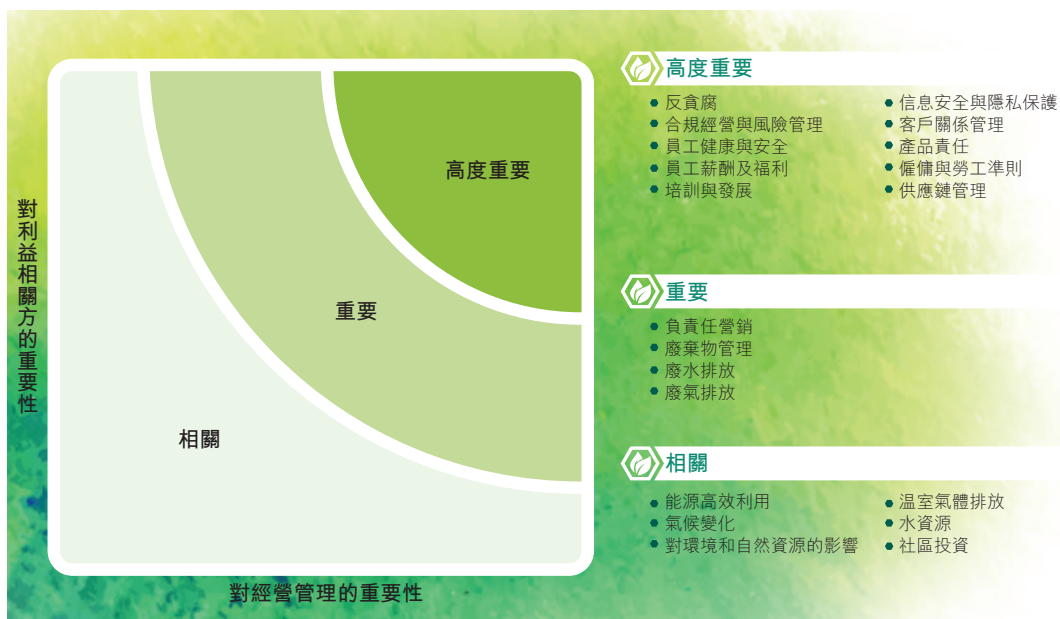 對利益相關方的重要性
高度重要
重要
相關
對經營管理的重要性
高度重要
反貪腐
合規經營與風險管理
員工健康與安全
員工薪酬及福利
培訓與發展
信息安全與隱私保護
客戶關係管理
產品責任
僱傭與勞工準則
供應鏈管理
重要
負責任營銷
廢棄物管理
廢水排放
廢氣排放
相關
能源高效利用
氣候變化
對環境和自然資源的影響
温室氣體排放
水資源
社區投資